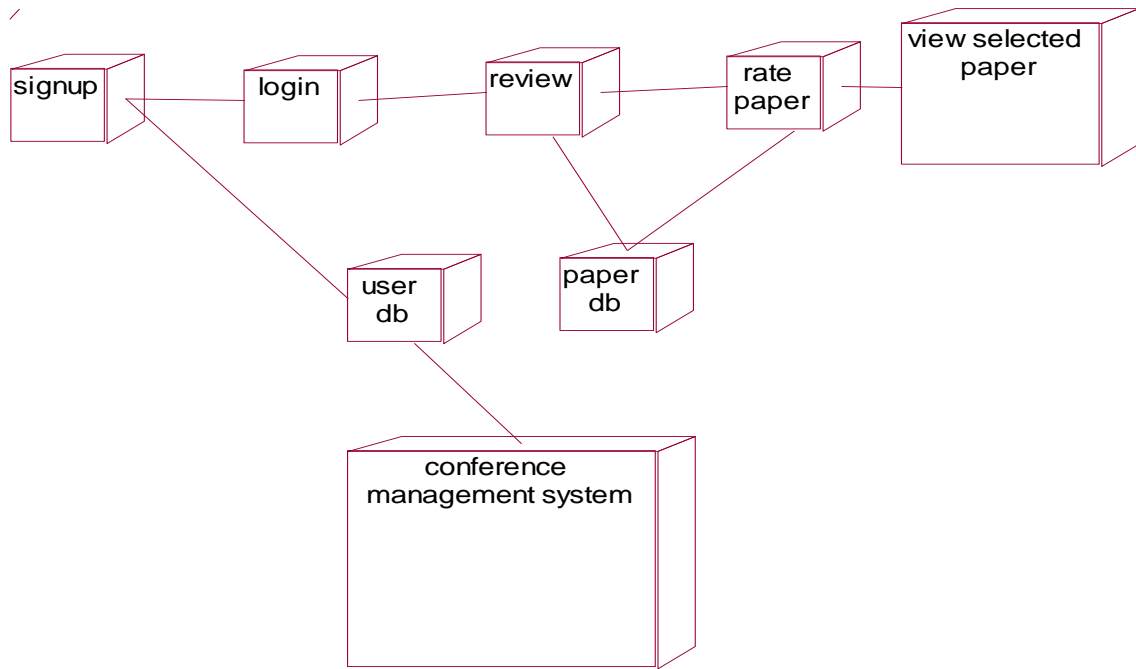 signup
login
review
rate
paper
view selected
paper
user
db
paper
db
conference
management system